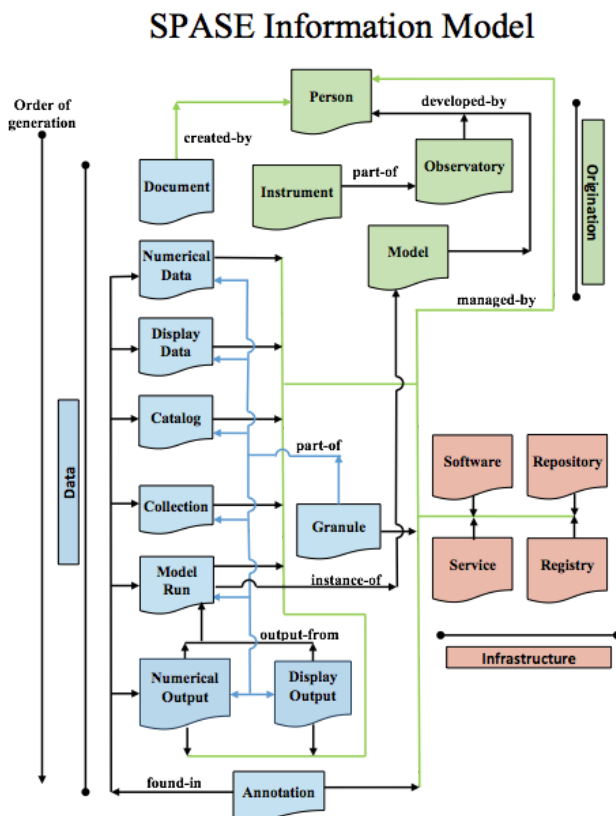 SPASE Information Model
Order of
generation
Person
developed-by
created-by
Document
Instrument
part-of
Observatory
Origination
Numerical
Data
Model
managed-by
Display
Data
Catalog
part-of
Software
Repository
Data
Collection
Granule
Service
Registry
Model
Run
instance-of
output-from
Infrastructure
Numerical
Output
Display
Output
found-in
Annotation